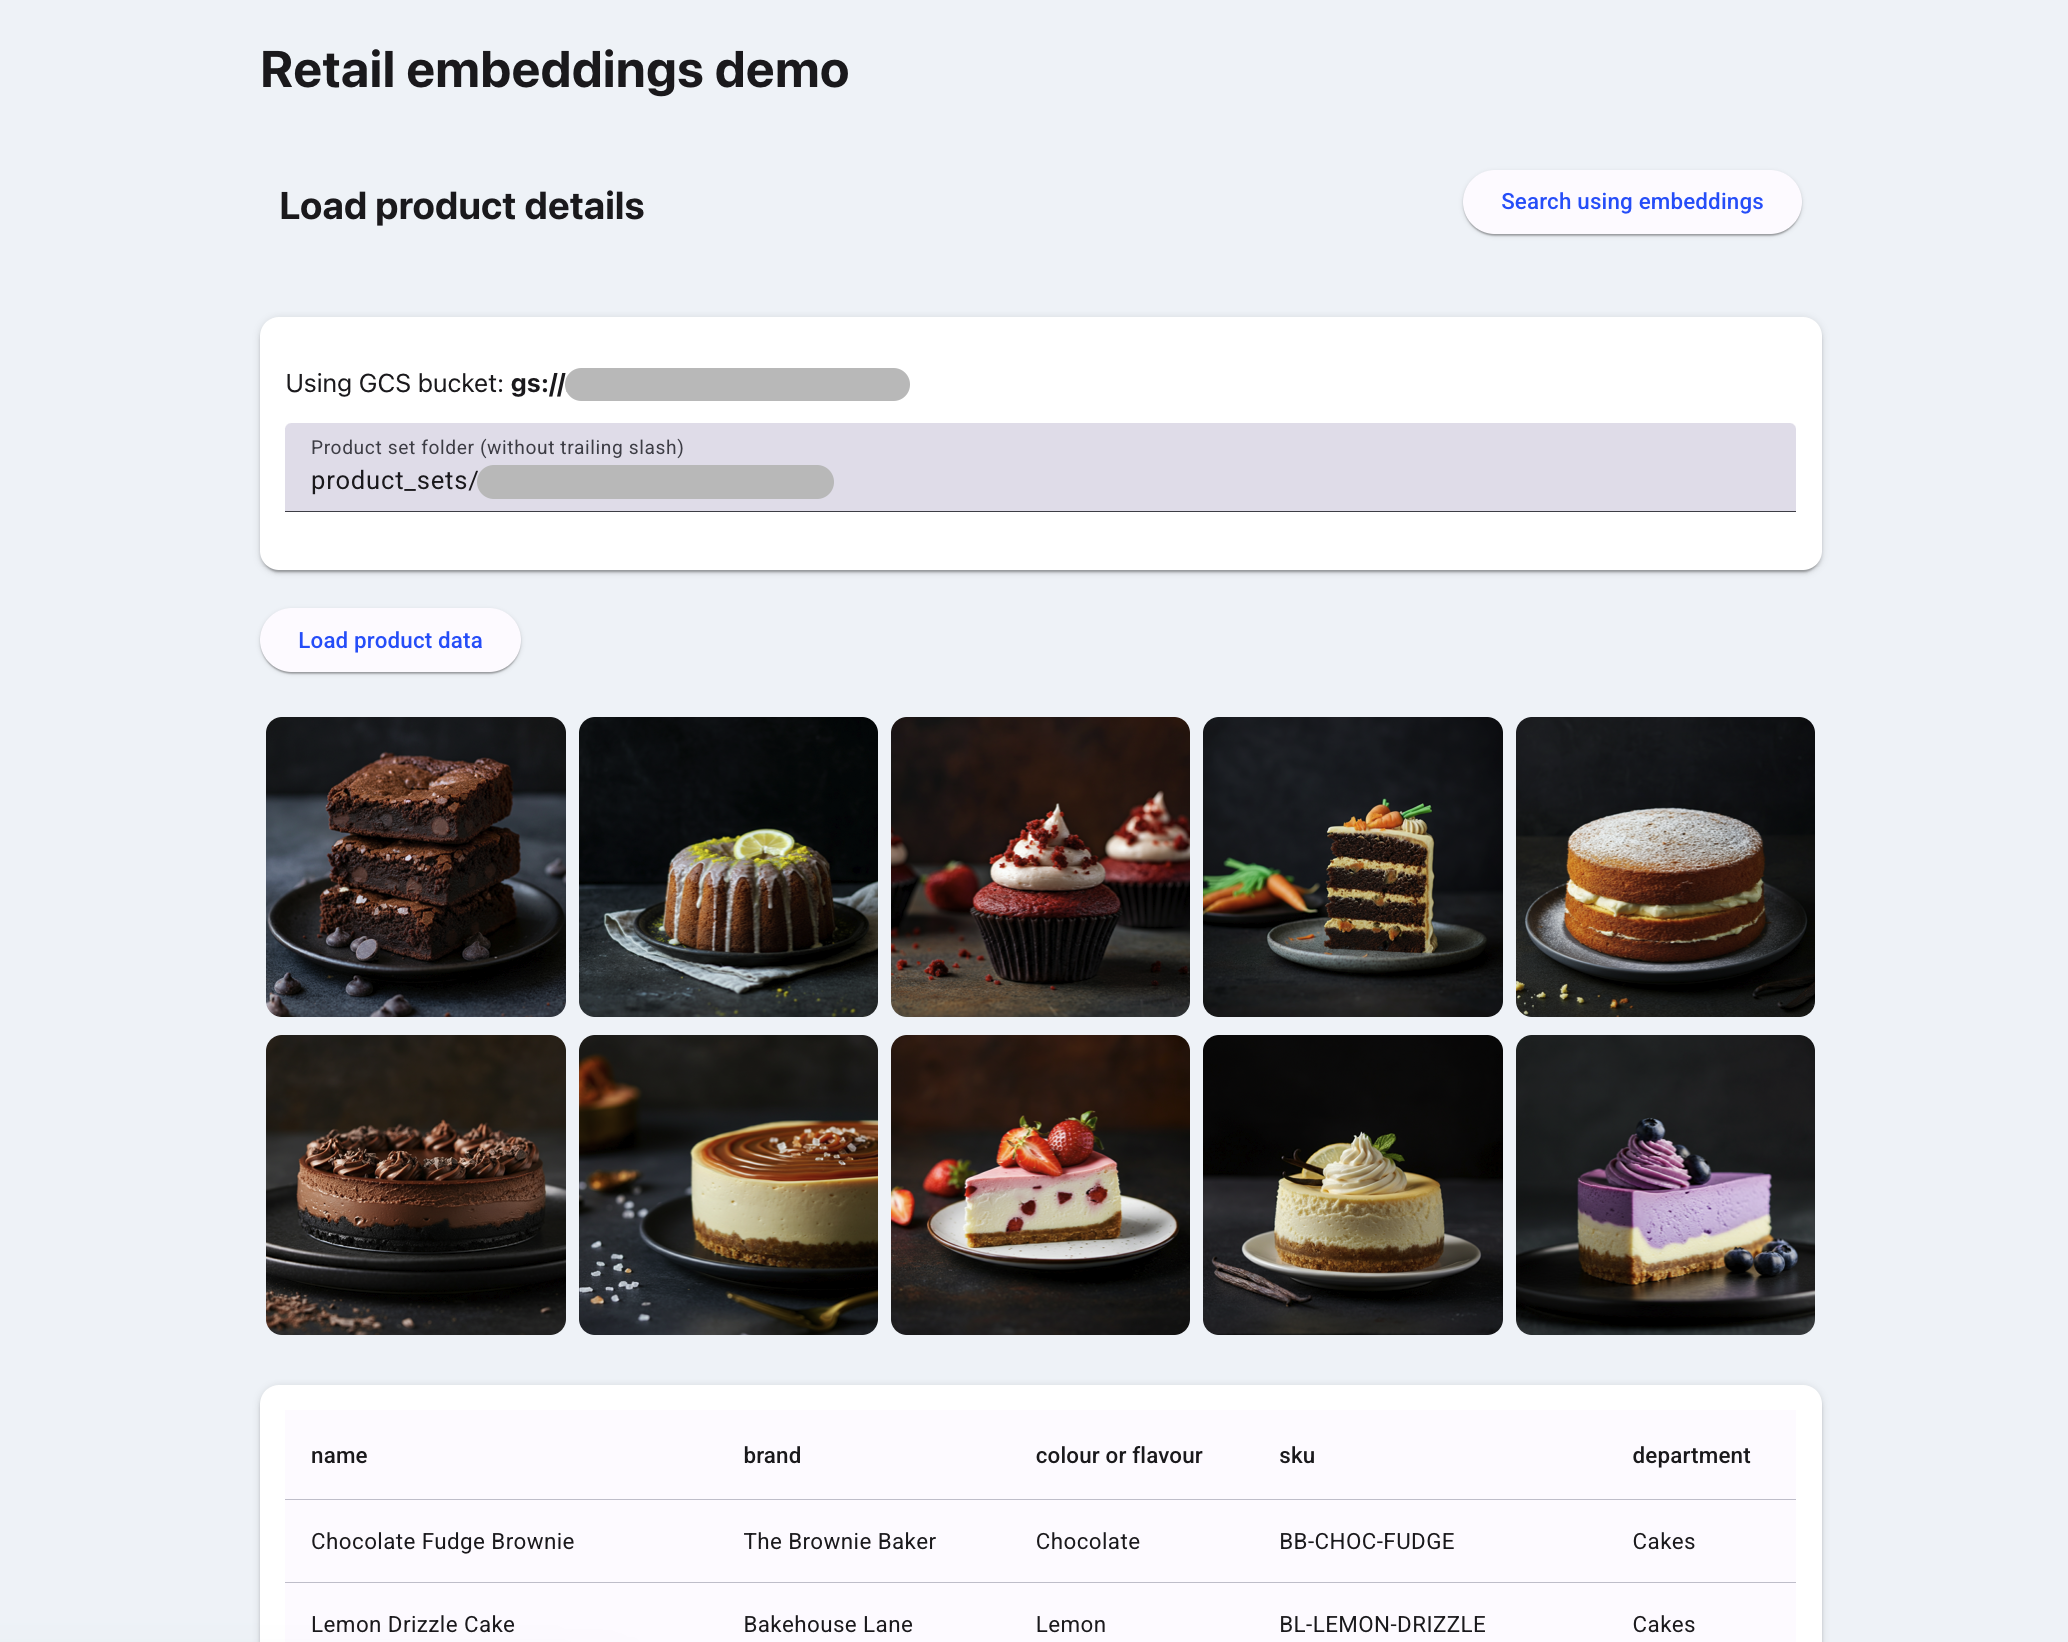 Retail embeddings demo
Load product details
Search using embeddings
Using GCS bucket: gs://
Product set folder (without trailing slash)
product_sets/
Load product data
name brand colour or flavour sku department
Chocolate Fudge Brownie The Brownie Baker Chocolate BB-CHOC-FUDGE Cakes
Lemon Drizzle Cake Bakehouse Lane Lemon BL-LEMON-DRIZZLE Cakes